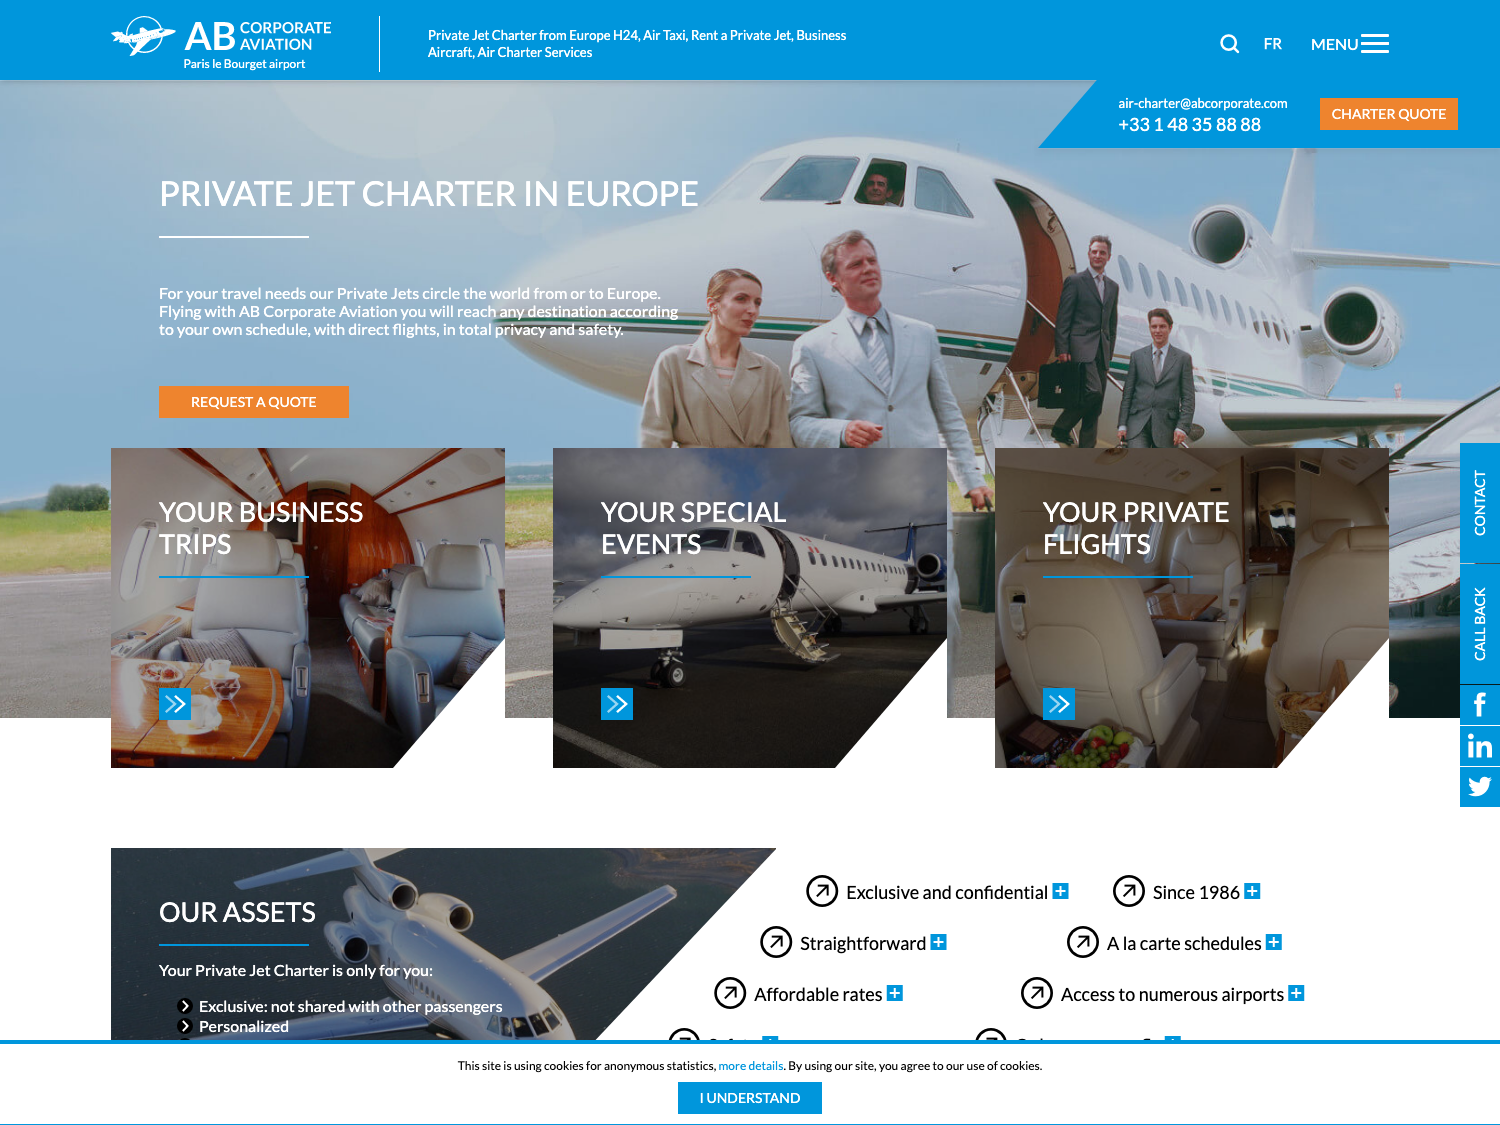 AB CORPORATE AVIATION
Paris le Bourget airport
Private Jet Charter from Europe H24, Air Taxi, Rent a Private Jet, Business
Aircraft, Air Charter Services
FR
MENU
air-charter@abcorporate.com
+33 1 48 35 88 88
CHARTER QUOTE
PRIVATE JET CHARTER IN EUROPE
For your travel needs our Private Jets circle the world from or to Europe.
Flying with AB Corporate Aviation you will reach any destination according
to your own schedule, with direct flights, in total privacy and safety.
REQUEST A QUOTE
YOUR BUSINESS
TRIPS
YOUR SPECIAL
EVENTS
YOUR PRIVATE
FLIGHTS
CONTACT
CALL BACK
OUR ASSETS
Your Private Jet Charter is only for you:
Exclusive: not shared with other passengers
Personalized
Exclusive and confidential
Since 1986
Straightforward
A la carte schedules
Affordable rates
Access to numerous airports
This site is using cookies for anonymous statistics, more details. By using our site, you agree to our use of cookies.
I UNDERSTAND